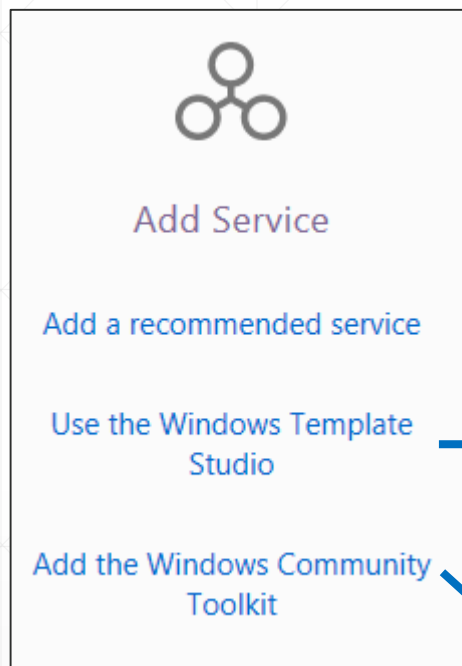 Add Service
Add a recommended service
Use the Windows Template
Studio
Add the Windows Community
Toolkit